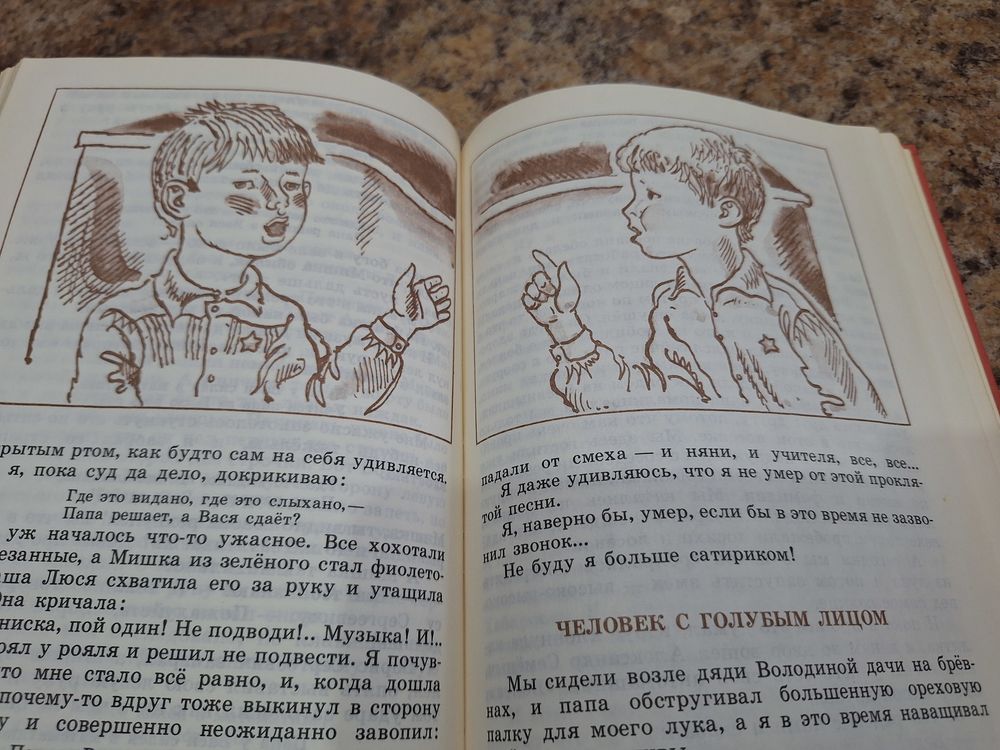 рытым ртом, как будто сам на себя удивляется.
я, пока суд да дело, докрикиваю:
Где это видано, где это слыхано,—
Папа решает, а Вася сдаёт?
уж началось что-то ужасное. Все хохотали
езанные, а Мишка из зелёного стал фиолето-
аша Люся схватила его за руку и утащила
Она кричала:
ниска, пой один! Не подводи!.. Музыка! И!..
оял у рояля и решил не подвести. Я почув-
то мне стало всё равно, и, когда дошла
почему-то вдруг тоже выкинул в сторону
у и совершенно неожиданно завопил:
падали от смеха — и няни, и учителя, все, все...
Я даже удивляюсь, что я не умер от этой прокля-
той песни.
Я, наверно бы, умер, если бы в это время не зазво-
нил звонок...
Не буду я больше сатириком!
ЧЕЛОВЕК С ГОЛУБЫМ ЛИЦОМ
Мы сидели возле дяди Володиной дачи на брёв-
нах, и папа обстругивал большенную ореховую
палку для моего лука, а я в это время наващивал